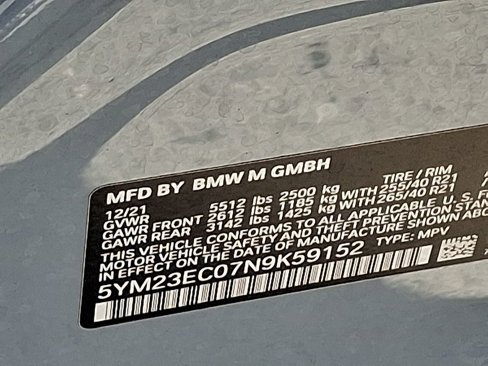 MFD BY BMW M GMBH
12/21 TIRE / RIM
GVWR 5512 lbs 2500 kg
GAWR FRONT 2612 lbs 1185 kg WITH 255/40 R21
GAWR REAR 3142 lbs 1425 kg WITH 265/40 R21
THIS VEHICLE CONFORMS TO ALL APPLICABLE U.S. F
MOTOR VEHICLE SAFETY AND THEFT PREVENTION STAN
IN EFFECT ON THE DATE OF MANUFACTURE SHOWN ABO
5YM23EC07N9K59152 TYPE: MPV